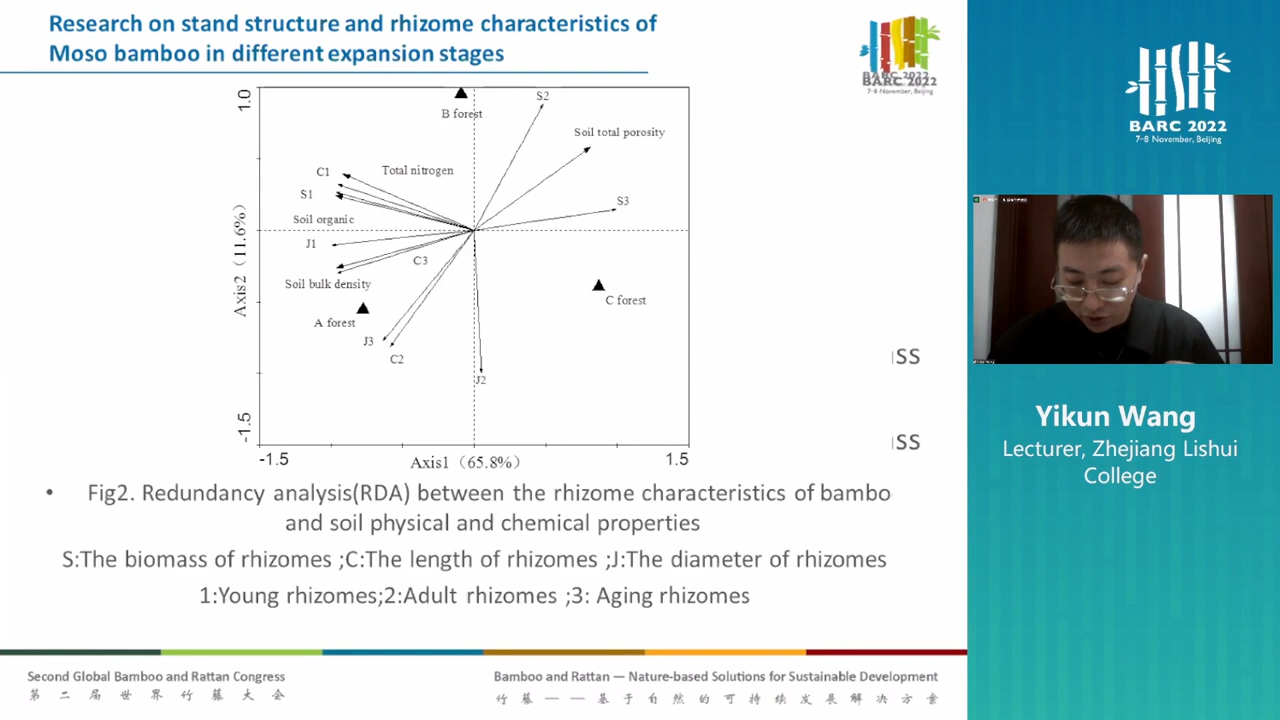 Research on stand structure and rhizome characteristics of
Moso bamboo in different expansion stages
BARC 2022
BARC 2022
7-8 November, Beijing
BARC 2022
7-8 November, Beijing
1.0
B forest
S2
Soil total porosity
C1
Total nitrogen
S1
S3
Soil organic
J1
C3
Soil bulk density
C forest
A forest
J3
C2
J2
Axis2（11.6%）
-1.5
-1.5
Axis1（65.8%）
1.5
ss
ss
Yikun Wang
Lecturer, Zhejiang Lishui
College
• Fig2. Redundancy analysis(RDA) between the rhizome characteristics of bambo
and soil physical and chemical properties
S:The biomass of rhizomes ;C:The length of rhizomes ;J:The diameter of rhizomes
1:Young rhizomes;2:Adult rhizomes ;3: Aging rhizomes
Second Global Bamboo and Rattan Congress
第二届世界竹藤大会
Bamboo and Rattan — Nature-based Solutions for Sustainable Development
竹藤——基于自然的可持续发展解决方案